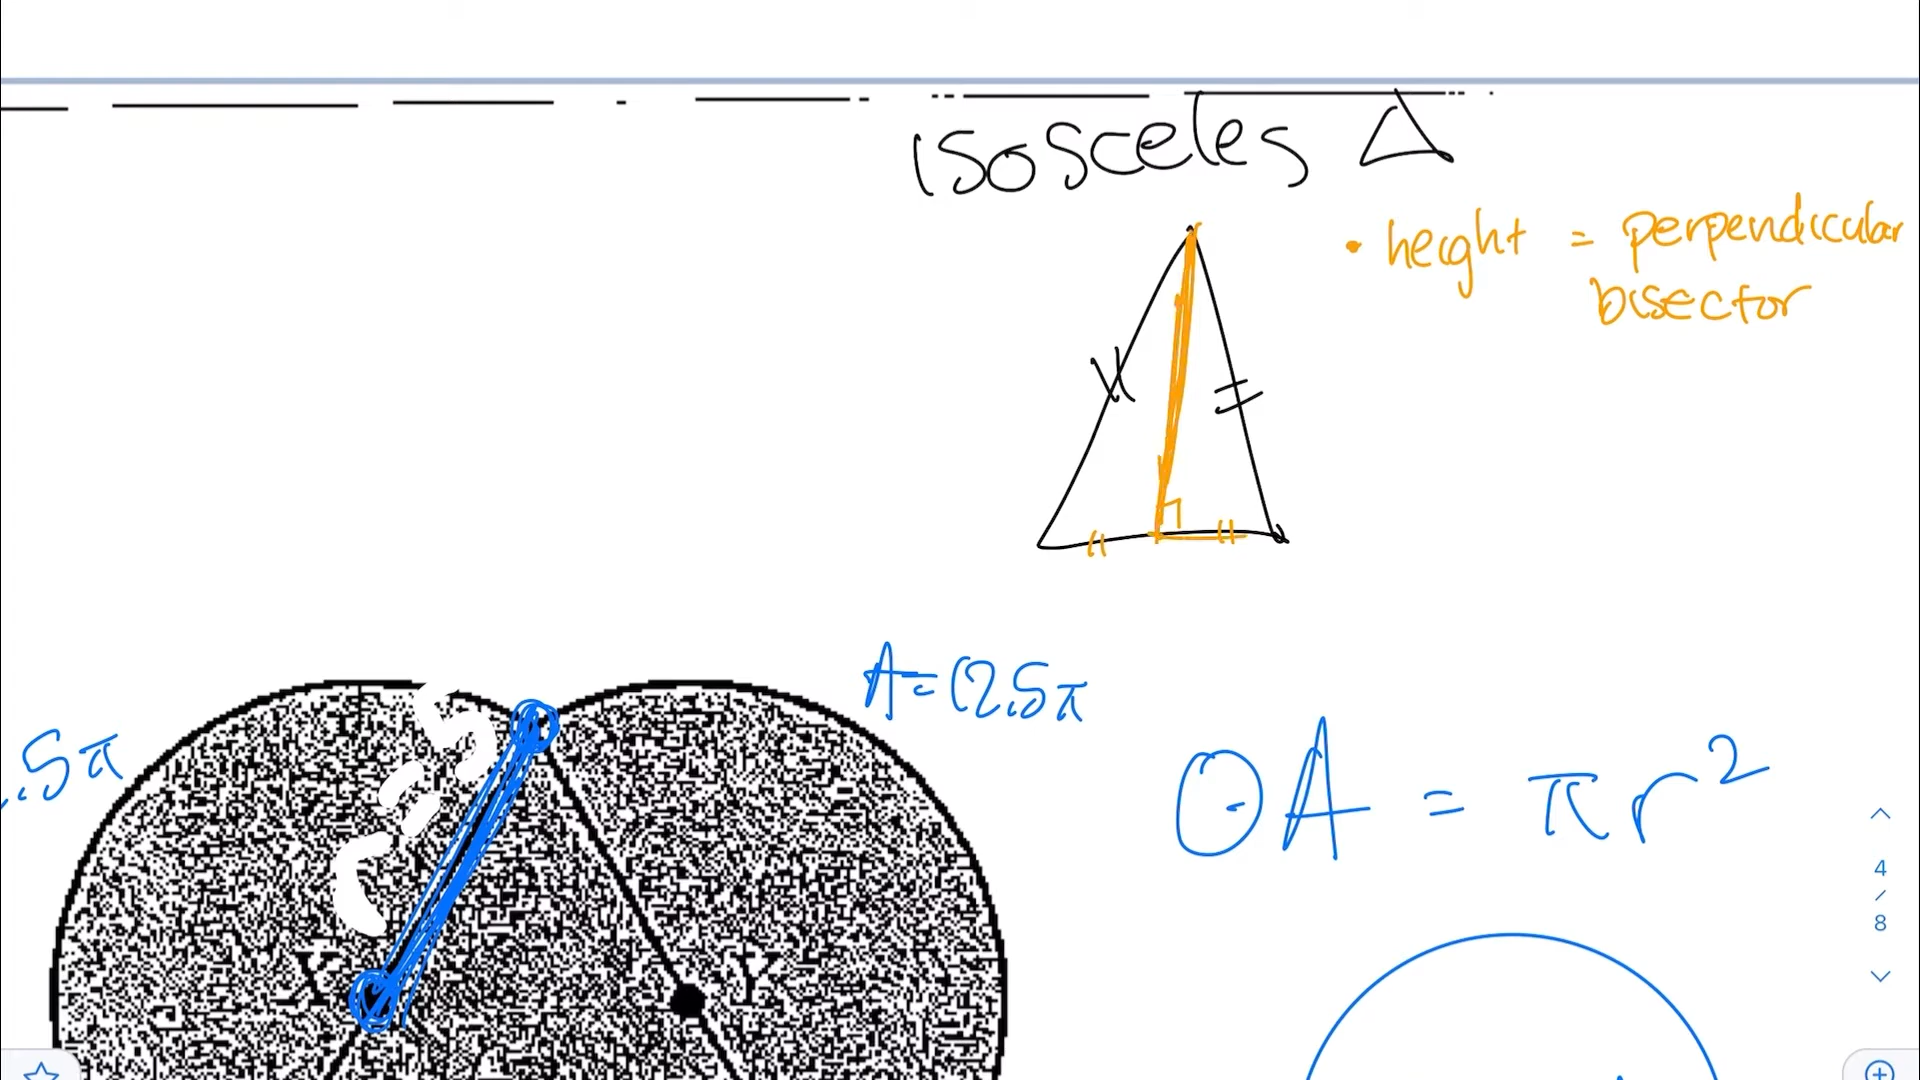 isosceles Δ
• height = perpendicular
bisector
A = 12.5π
.5π
A = πr²
X
Y
4
/
8